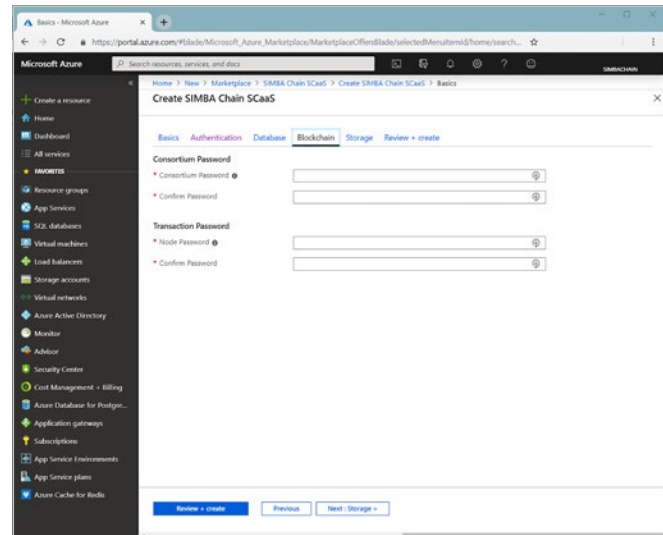 Basics - Microsoft Azure
https://portal.azure.com/#blade/Microsoft_Azure_Marketplace/MarketplaceOffersBlade/selectedMenuItemId/home/search...
Microsoft Azure
Search resources, services, and docs
SIMBACHAIN
Home > New > Marketplace > SIMBA Chain SCaaS > Create SIMBA Chain SCaaS > Basics
Create SIMBA Chain SCaaS
Create a resource
Home
Dashboard
All services
FAVORITES
Resource groups
App Services
SQL databases
Virtual machines
Load balancers
Storage accounts
Virtual networks
Azure Active Directory
Monitor
Advisor
Security Center
Cost Management + Billing
Azure Database for Postgre...
Application gateways
Subscriptions
App Service Environments
App Service plans
Azure Cache for Redis
Basics Authentication Database Blockchain Storage Review + create
Consortium Password
* Consortium Password
* Confirm Password
Transaction Password
* Node Password
* Confirm Password
Review + create Previous Next : Storage »